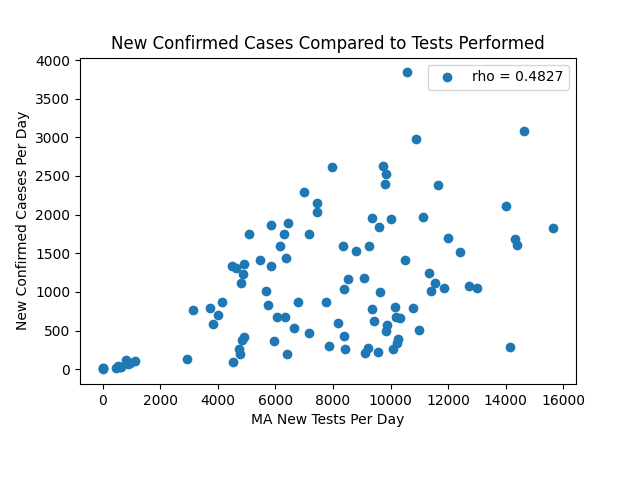 New Confirmed Cases Compared to Tests Performed
rho = 0.4827
New Confirmed Caeses Per Day
4000
3500
3000
2500
2000
1500
1000
500
0
0 2000 4000 6000 8000 10000 12000 14000 16000
MA New Tests Per Day